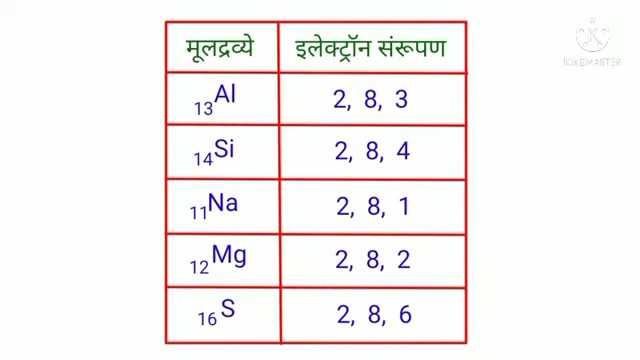 मूलद्रव्ये इलेक्ट्रॉन संरूपण
13Al 2, 8, 3
14Si 2, 8, 4
11Na 2, 8, 1
12Mg 2, 8, 2
16S 2, 8, 6
K
KIKEMASTER